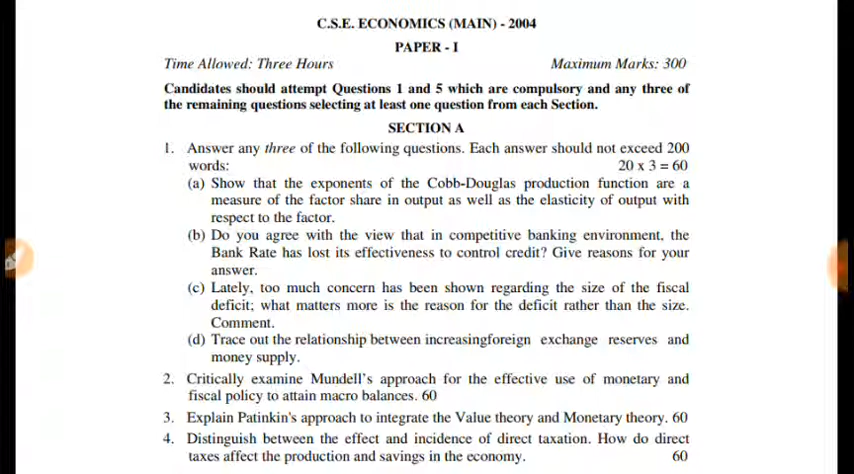 C.S.E. ECONOMICS (MAIN) - 2004
PAPER - I
Time Allowed: Three Hours Maximum Marks: 300
Candidates should attempt Questions 1 and 5 which are compulsory and any three of
the remaining questions selecting at least one question from each Section.
SECTION A
1. Answer any three of the following questions. Each answer should not exceed 200
words: 20 x 3 = 60
(a) Show that the exponents of the Cobb-Douglas production function are a
measure of the factor share in output as well as the elasticity of output with
respect to the factor.
(b) Do you agree with the view that in competitive banking environment, the
Bank Rate has lost its effectiveness to control credit? Give reasons for your
answer.
(c) Lately, too much concern has been shown regarding the size of the fiscal
deficit; what matters more is the reason for the deficit rather than the size.
Comment.
(d) Trace out the relationship between increasingforeign exchange reserves and
money supply.
2. Critically examine Mundell's approach for the effective use of monetary and
fiscal policy to attain macro balances. 60
3. Explain Patinkin's approach to integrate the Value theory and Monetary theory. 60
4. Distinguish between the effect and incidence of direct taxation. How do direct
taxes affect the production and savings in the economy. 60